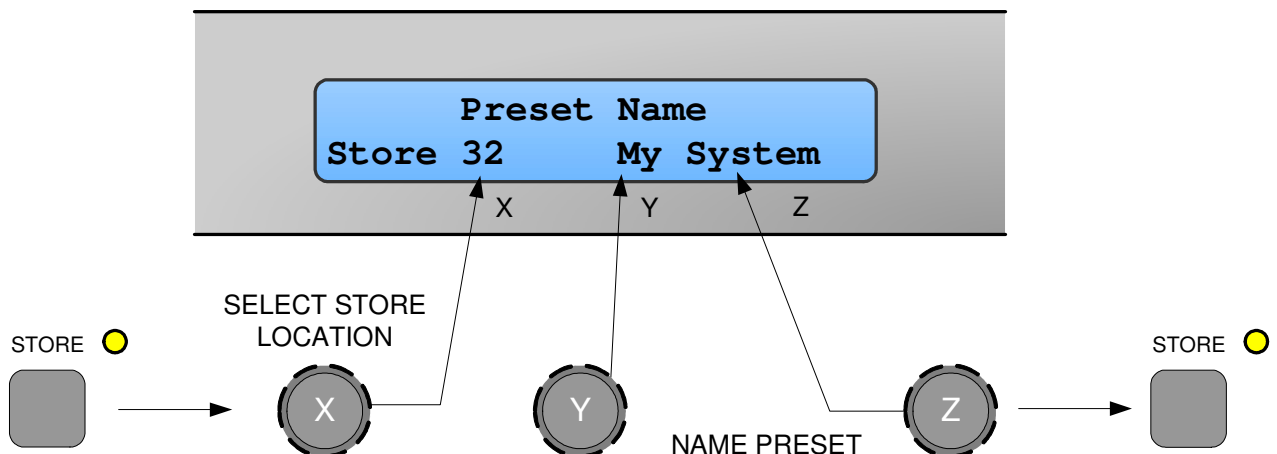 Preset Name
Store 32 My System
X Y Z
SELECT STORE
LOCATION
STORE
STORE
X
Y
Z
NAME PRESET